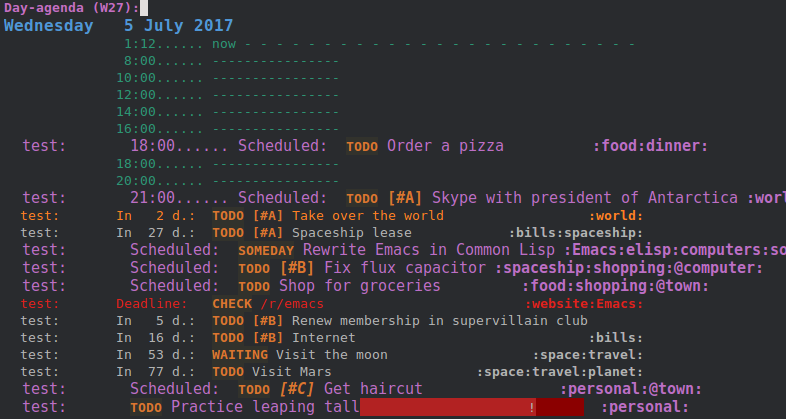 Day-agenda (W27):
Wednesday   5 July 2017
1:12...... now - - - - - - - - - - - - - - - - - - - - - - - - -
8:00...... ----------------
10:00...... ----------------
12:00...... ----------------
14:00...... ----------------
16:00...... ----------------
test: 18:00...... Scheduled: TODO Order a pizza :food:dinner:
18:00...... ----------------
20:00...... ----------------
test: 21:00...... Scheduled: TODO [#A] Skype with president of Antarctica :worl
test: In 2 d.: TODO [#A] Take over the world :world:
test: In 27 d.: TODO [#A] Spaceship lease :bills:spaceship:
test: Scheduled: SOMEDAY Rewrite Emacs in Common Lisp :Emacs:elisp:computers:so
test: Scheduled: TODO [#B] Fix flux capacitor :spaceship:shopping:@computer:
test: Scheduled: TODO Shop for groceries :food:shopping:@town:
test: Deadline: CHECK /r/emacs :website:Emacs:
test: In 5 d.: TODO [#B] Renew membership in supervillain club
test: In 16 d.: TODO [#B] Internet :bills:
test: In 53 d.: WAITING Visit the moon :space:travel:
test: In 77 d.: TODO Visit Mars :space:travel:planet:
test: Scheduled: TODO [#C] Get haircut :personal:@town:
test: TODO Practice leaping tall ! :personal: